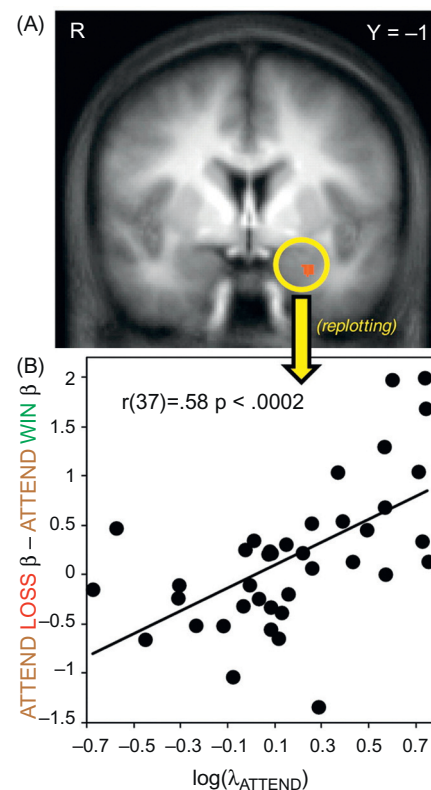 (A)
R Y = –1
(replotting)
(B)
r(37)=.58 p < .0002
ATTEND LOSS β – ATTEND WIN β
2
1.5
1
0.5
0
–0.5
–1
–1.5
–0.7 –0.5 –0.3 –0.1 0.1 0.3 0.5 0.7
log(λATTEND)